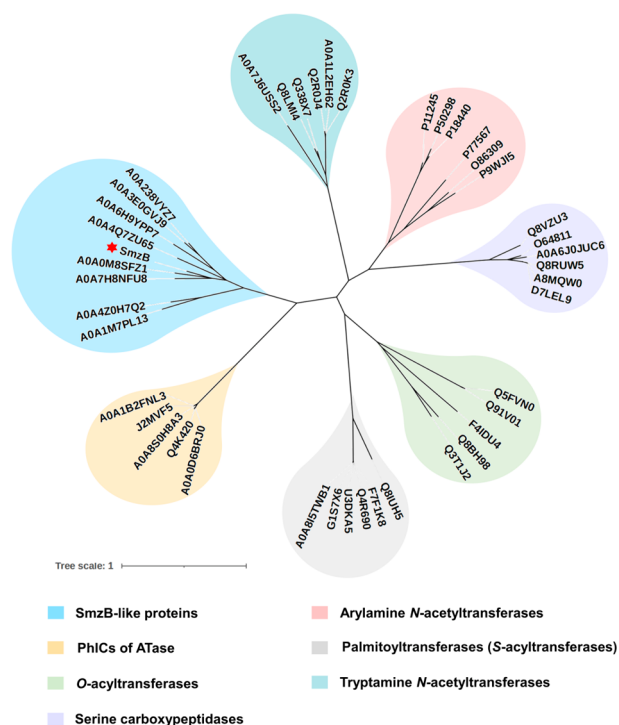 A0A7J6USS2
Q8LMI4
Q338X7
Q2R0J4
A0A1L2EH62
Q2R0K3
P11245
P50298
P18440
P77567
O86309
P9WJI5
Q8VZU3
O64811
A0A6J0JUC6
Q8RUW5
A8MQW0
D7LEL9
A0A238VYZ7
A0A3E0GVJ9
A0A6H9YPP7
A0A4Q7ZU65
SmzB
A0A0M8SFZ1
A0A7H8NFU8
A0A4Z0H7Q2
A0A1M7PL13
A0A1B2FNL3
J2MVF5
A0A8S0H8A3
Q4K420
A0A0D6BRJ0
A0A8I5TWB1
G1S7X6
U3DKA5
Q4R690
F7F1K8
Q8IUH5
Q5FVN0
Q91V01
F4IDU4
Q8BH98
Q3T1J2
Tree scale: 1
SmzB-like proteins
PhlCs of ATase
O-acyltransferases
Serine carboxypeptidases
Arylamine N-acetyltransferases
Palmitoyltransferases (S-acyltransferases)
Tryptamine N-acetyltransferases